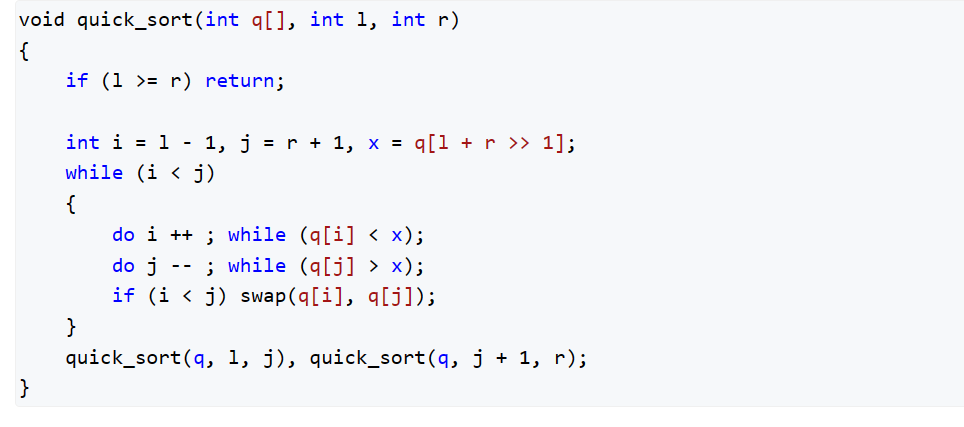 void quick_sort(int q[], int l, int r)
{
    if (l >= r) return;

    int i = l - 1, j = r + 1, x = q[l + r >> 1];
    while (i < j)
    {
        do i ++ ; while (q[i] < x);
        do j -- ; while (q[j] > x);
        if (i < j) swap(q[i], q[j]);
    }
    quick_sort(q, l, j), quick_sort(q, j + 1, r);
}